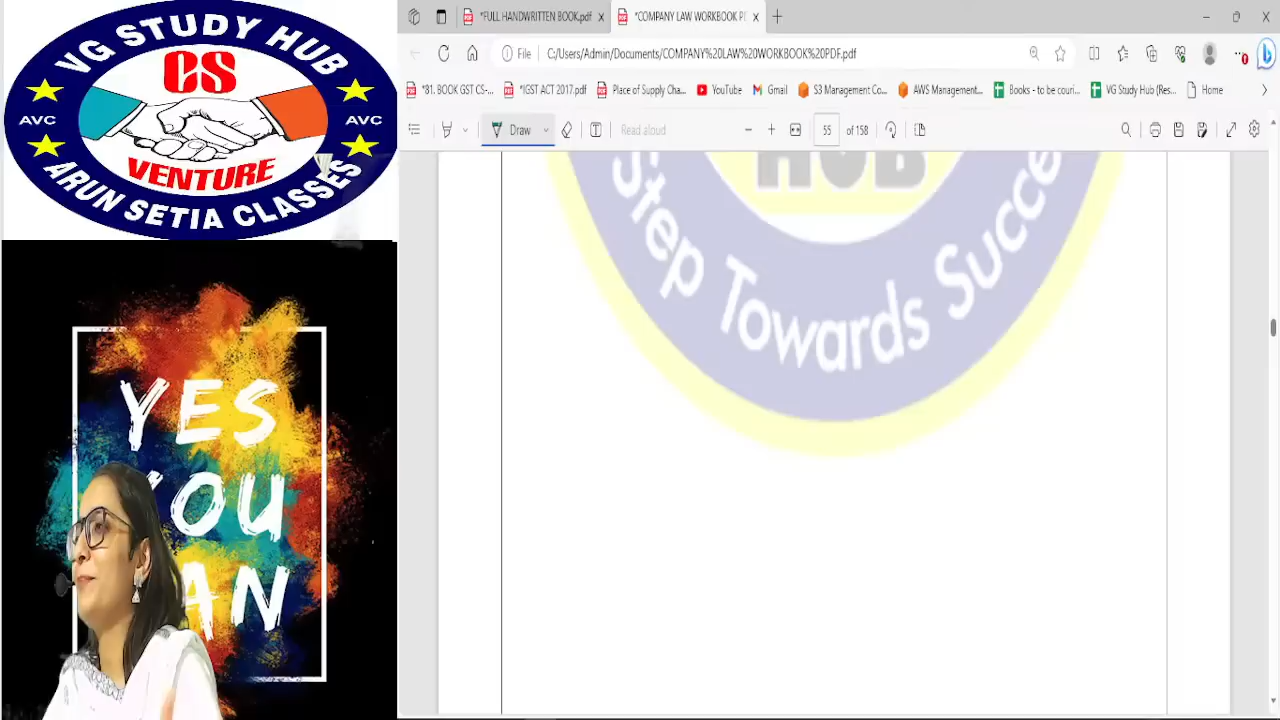 VG STUDY HUB
CS
AVC
AVC
VENTURE
ARUN SETIA CLASSES
YES
YOU
CAN
*FULL HANDWRITTEN BOOK.pdf
*COMPANY LAW WORKBOOK P
File
C:/Users/Admin/Documents/COMPANY%20LAW%20WORKBOOK%20PDF.pdf
*81. BOOK GST CS-...
*IGST ACT 2017.pdf
Place of Supply Cha...
YouTube
Gmail
S3 Management Co...
AWS Management...
Books - to be couri...
VG Study Hub (Res...
Home
Draw
Read aloud
55 of 158
HUB
Step Towards Succe